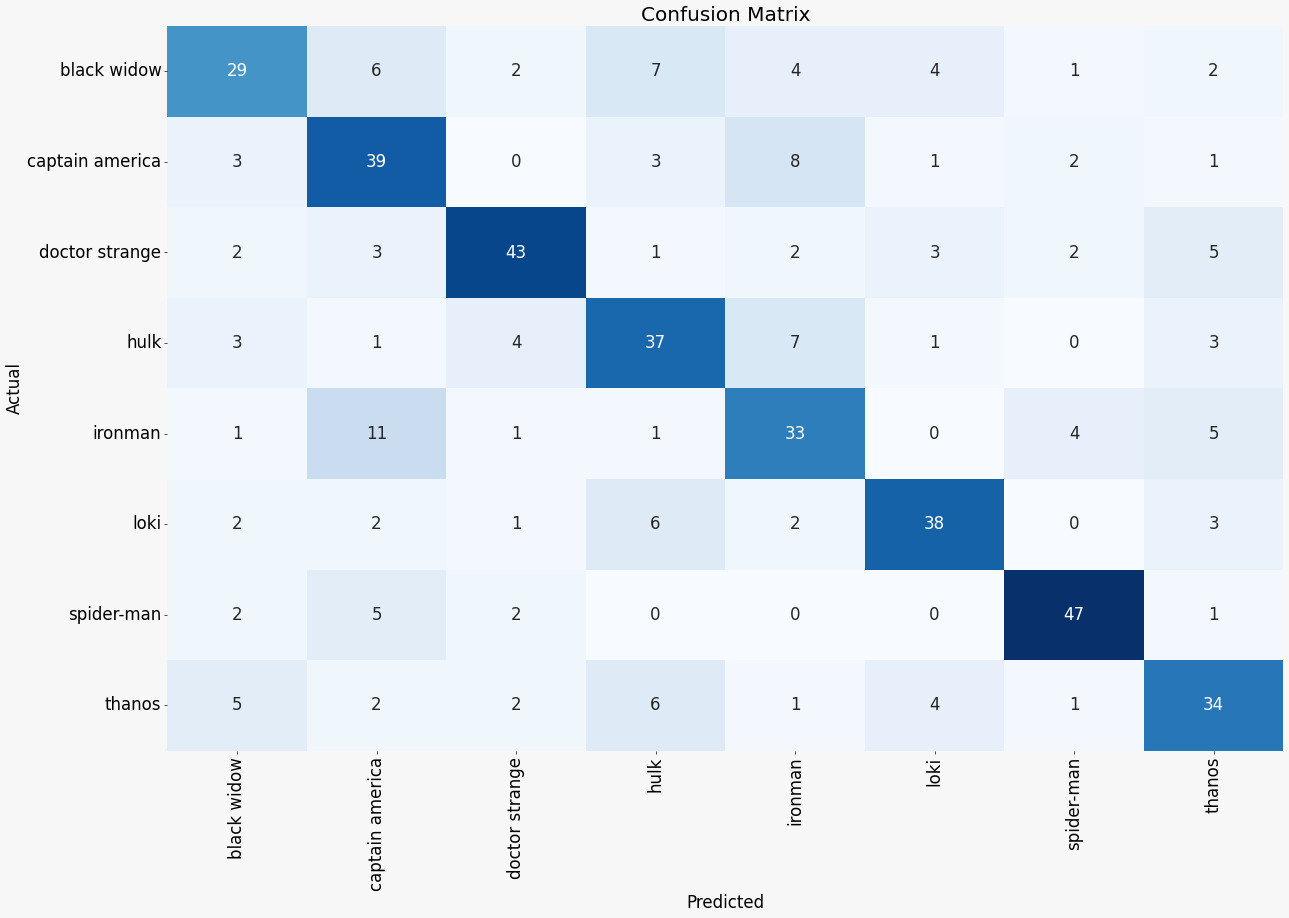 Confusion Matrix
black widow 29 6 2 7 4 4 1 2
captain america 3 39 0 3 8 1 2 1
doctor strange 2 3 43 1 2 3 2 5
hulk 3 1 4 37 7 1 0 3
ironman 1 11 1 1 33 0 4 5
loki 2 2 1 6 2 38 0 3
spider-man 2 5 2 0 0 0 47 1
thanos 5 2 2 6 1 4 1 34
Actual
black widow captain america doctor strange hulk ironman loki spider-man thanos
Predicted